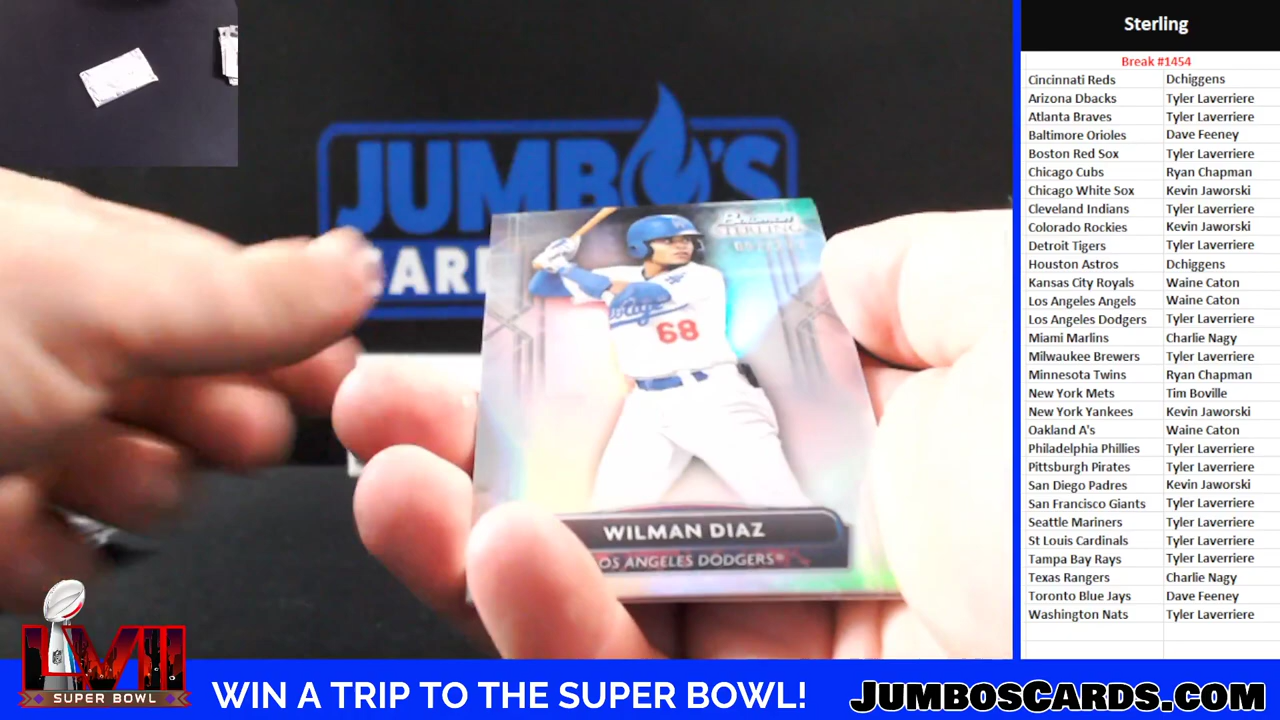 JUMBO'S
CAR
Bowman
STERLING
68
WILMAN DIAZ
LOS ANGELES DODGERS
Sterling
Break #1454
Cincinnati Reds Dchiggens
Arizona Dbacks Tyler Laverriere
Atlanta Braves Tyler Laverriere
Baltimore Orioles Dave Feeney
Boston Red Sox Tyler Laverriere
Chicago Cubs Ryan Chapman
Chicago White Sox Kevin Jaworski
Cleveland Indians Tyler Laverriere
Colorado Rockies Kevin Jaworski
Detroit Tigers Tyler Laverriere
Houston Astros Dchiggens
Kansas City Royals Waine Caton
Los Angeles Angels Waine Caton
Los Angeles Dodgers Tyler Laverriere
Miami Marlins Charlie Nagy
Milwaukee Brewers Tyler Laverriere
Minnesota Twins Ryan Chapman
New York Mets Tim Boville
New York Yankees Kevin Jaworski
Oakland A's Waine Caton
Philadelphia Phillies Tyler Laverriere
Pittsburgh Pirates Tyler Laverriere
San Diego Padres Kevin Jaworski
San Francisco Giants Tyler Laverriere
Seattle Mariners Tyler Laverriere
St Louis Cardinals Tyler Laverriere
Tampa Bay Rays Tyler Laverriere
Texas Rangers Charlie Nagy
Toronto Blue Jays Dave Feeney
Washington Nats Tyler Laverriere
LVII
SUPER BOWL
WIN A TRIP TO THE SUPER BOWL!
JUMBOSCARDS.COM